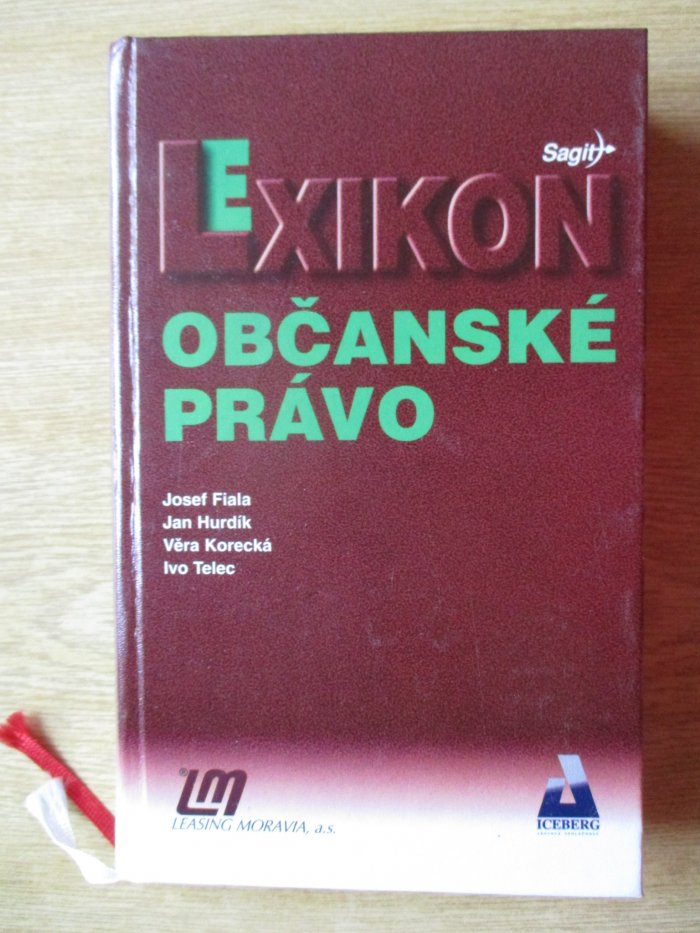 Sagit
LEXIKON
OBČANSKÉ
PRÁVO
Josef Fiala
Jan Hurdík
Věra Korecká
Ivo Telec
®LM
LEASING MORAVIA, a.s.
ICEBERG